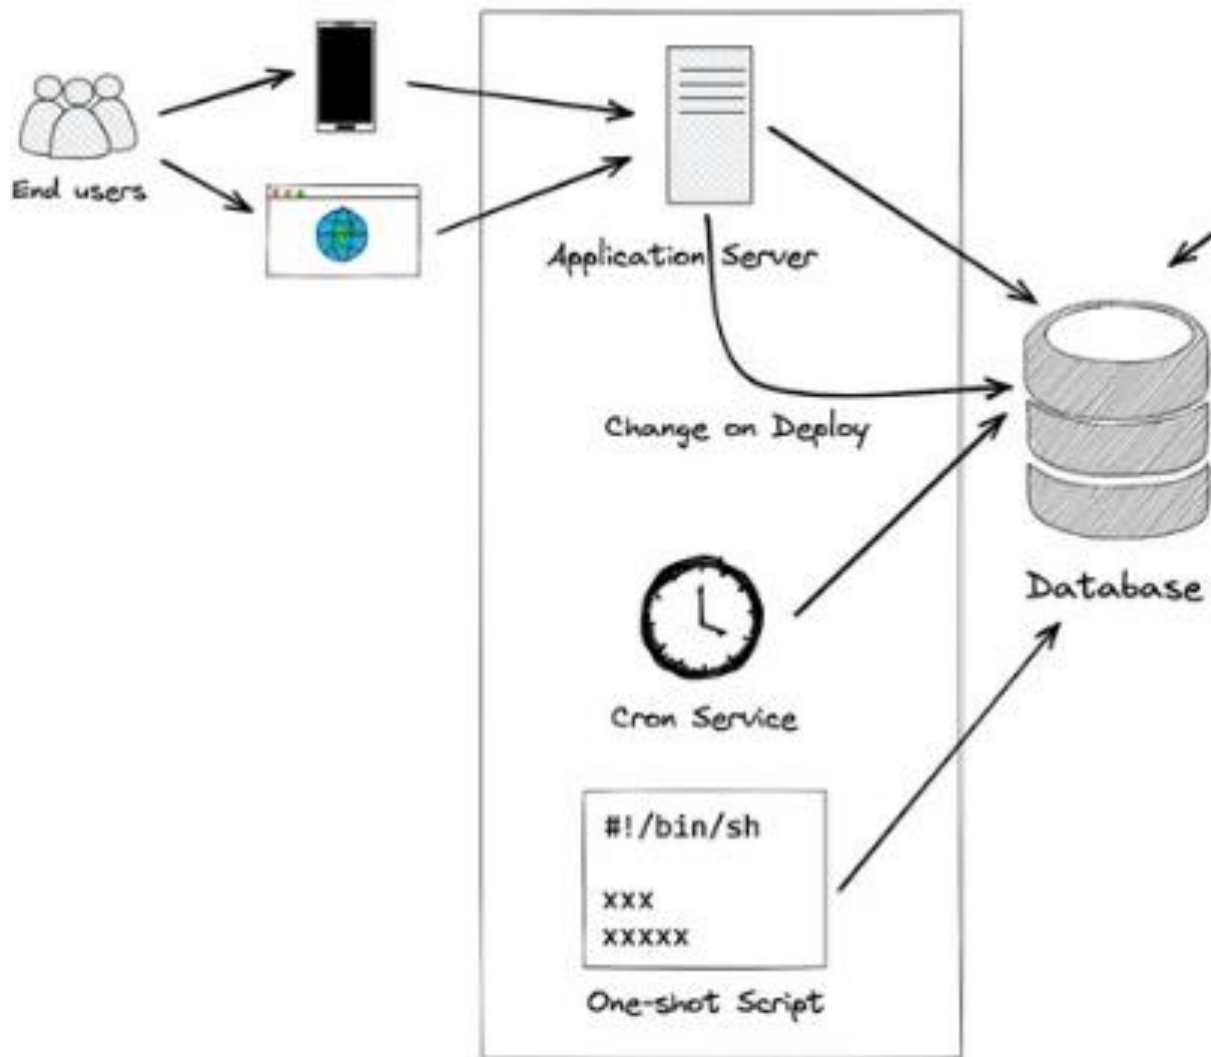 End users
Application Server
Change on Deploy
Database
Cron Service
#!/bin/sh
xxx
xxxxx
One-shot Script